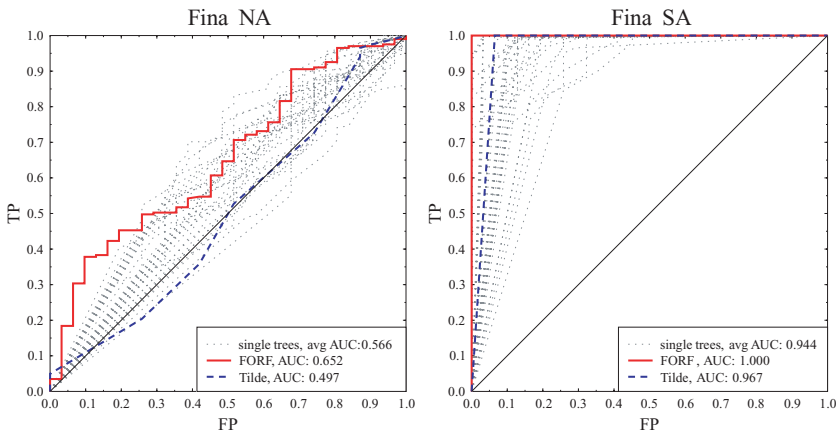 Fina NA
1.0
0.9
0.8
0.7
0.6
0.5
0.4
0.3
0.2
0.1
0.0
TP
0.0 0.1 0.2 0.3 0.4 0.5 0.6 0.7 0.8 0.9 1.0
FP
single trees, avg AUC:0.566
FORF, AUC: 0.652
Tilde, AUC: 0.497
Fina SA
1.0
0.9
0.8
0.7
0.6
0.5
0.4
0.3
0.2
0.1
0.0
TP
0.0 0.1 0.2 0.3 0.4 0.5 0.6 0.7 0.8 0.9 1.0
FP
single trees, avg AUC:0.944
FORF , AUC: 1.000
Tilde, AUC: 0.967